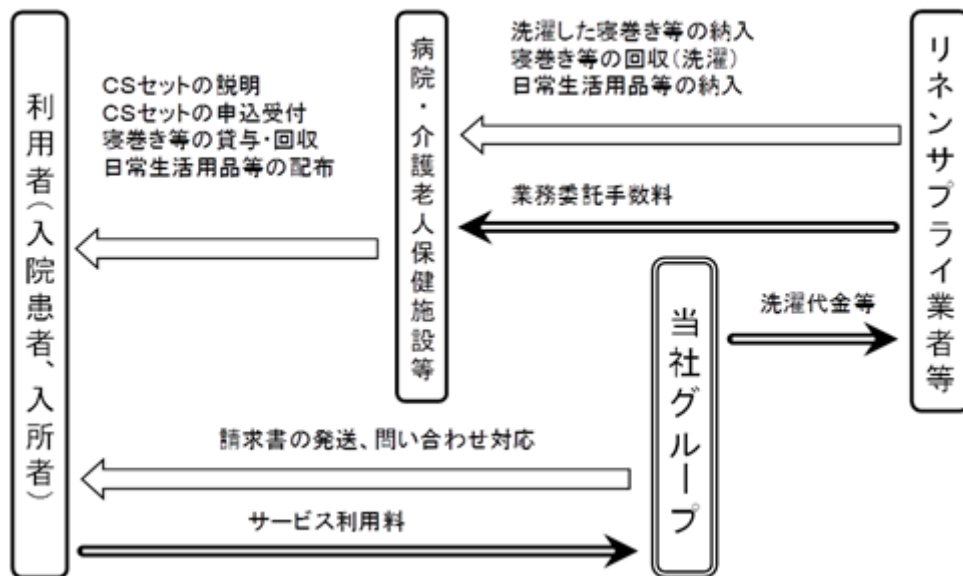 利用者(入院患者、入所者)
CSセットの説明
CSセットの申込受付
寝巻き等の貸与・回収
日常生活用品等の配布
病院・介護老人保健施設等
洗濯した寝巻き等の納入
寝巻き等の回収(洗濯)
日常生活用品等の納入
業務委託手数料
リネンサプライ業者等
当社グループ
洗濯代金等
請求書の発送、問い合わせ対応
サービス利用料